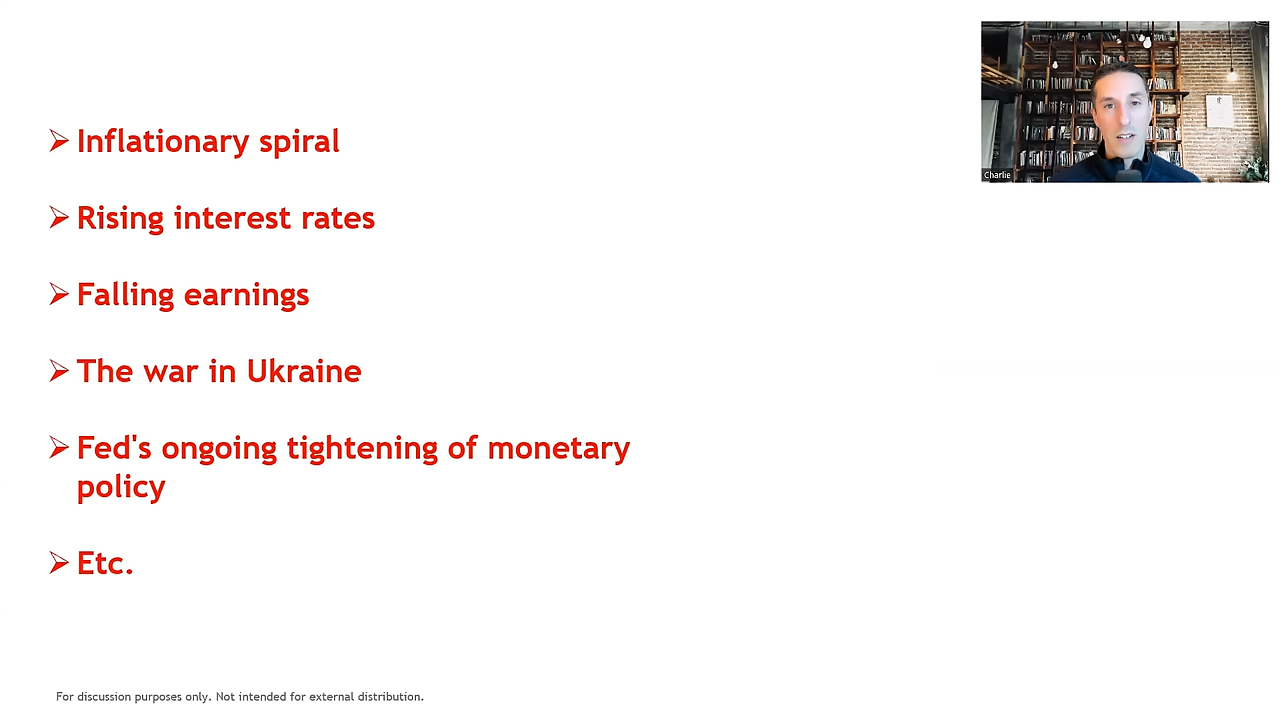 Inflationary spiral
Rising interest rates
Falling earnings
The war in Ukraine
Fed's ongoing tightening of monetary
policy
Etc.
Charlie
For discussion purposes only. Not intended for external distribution.